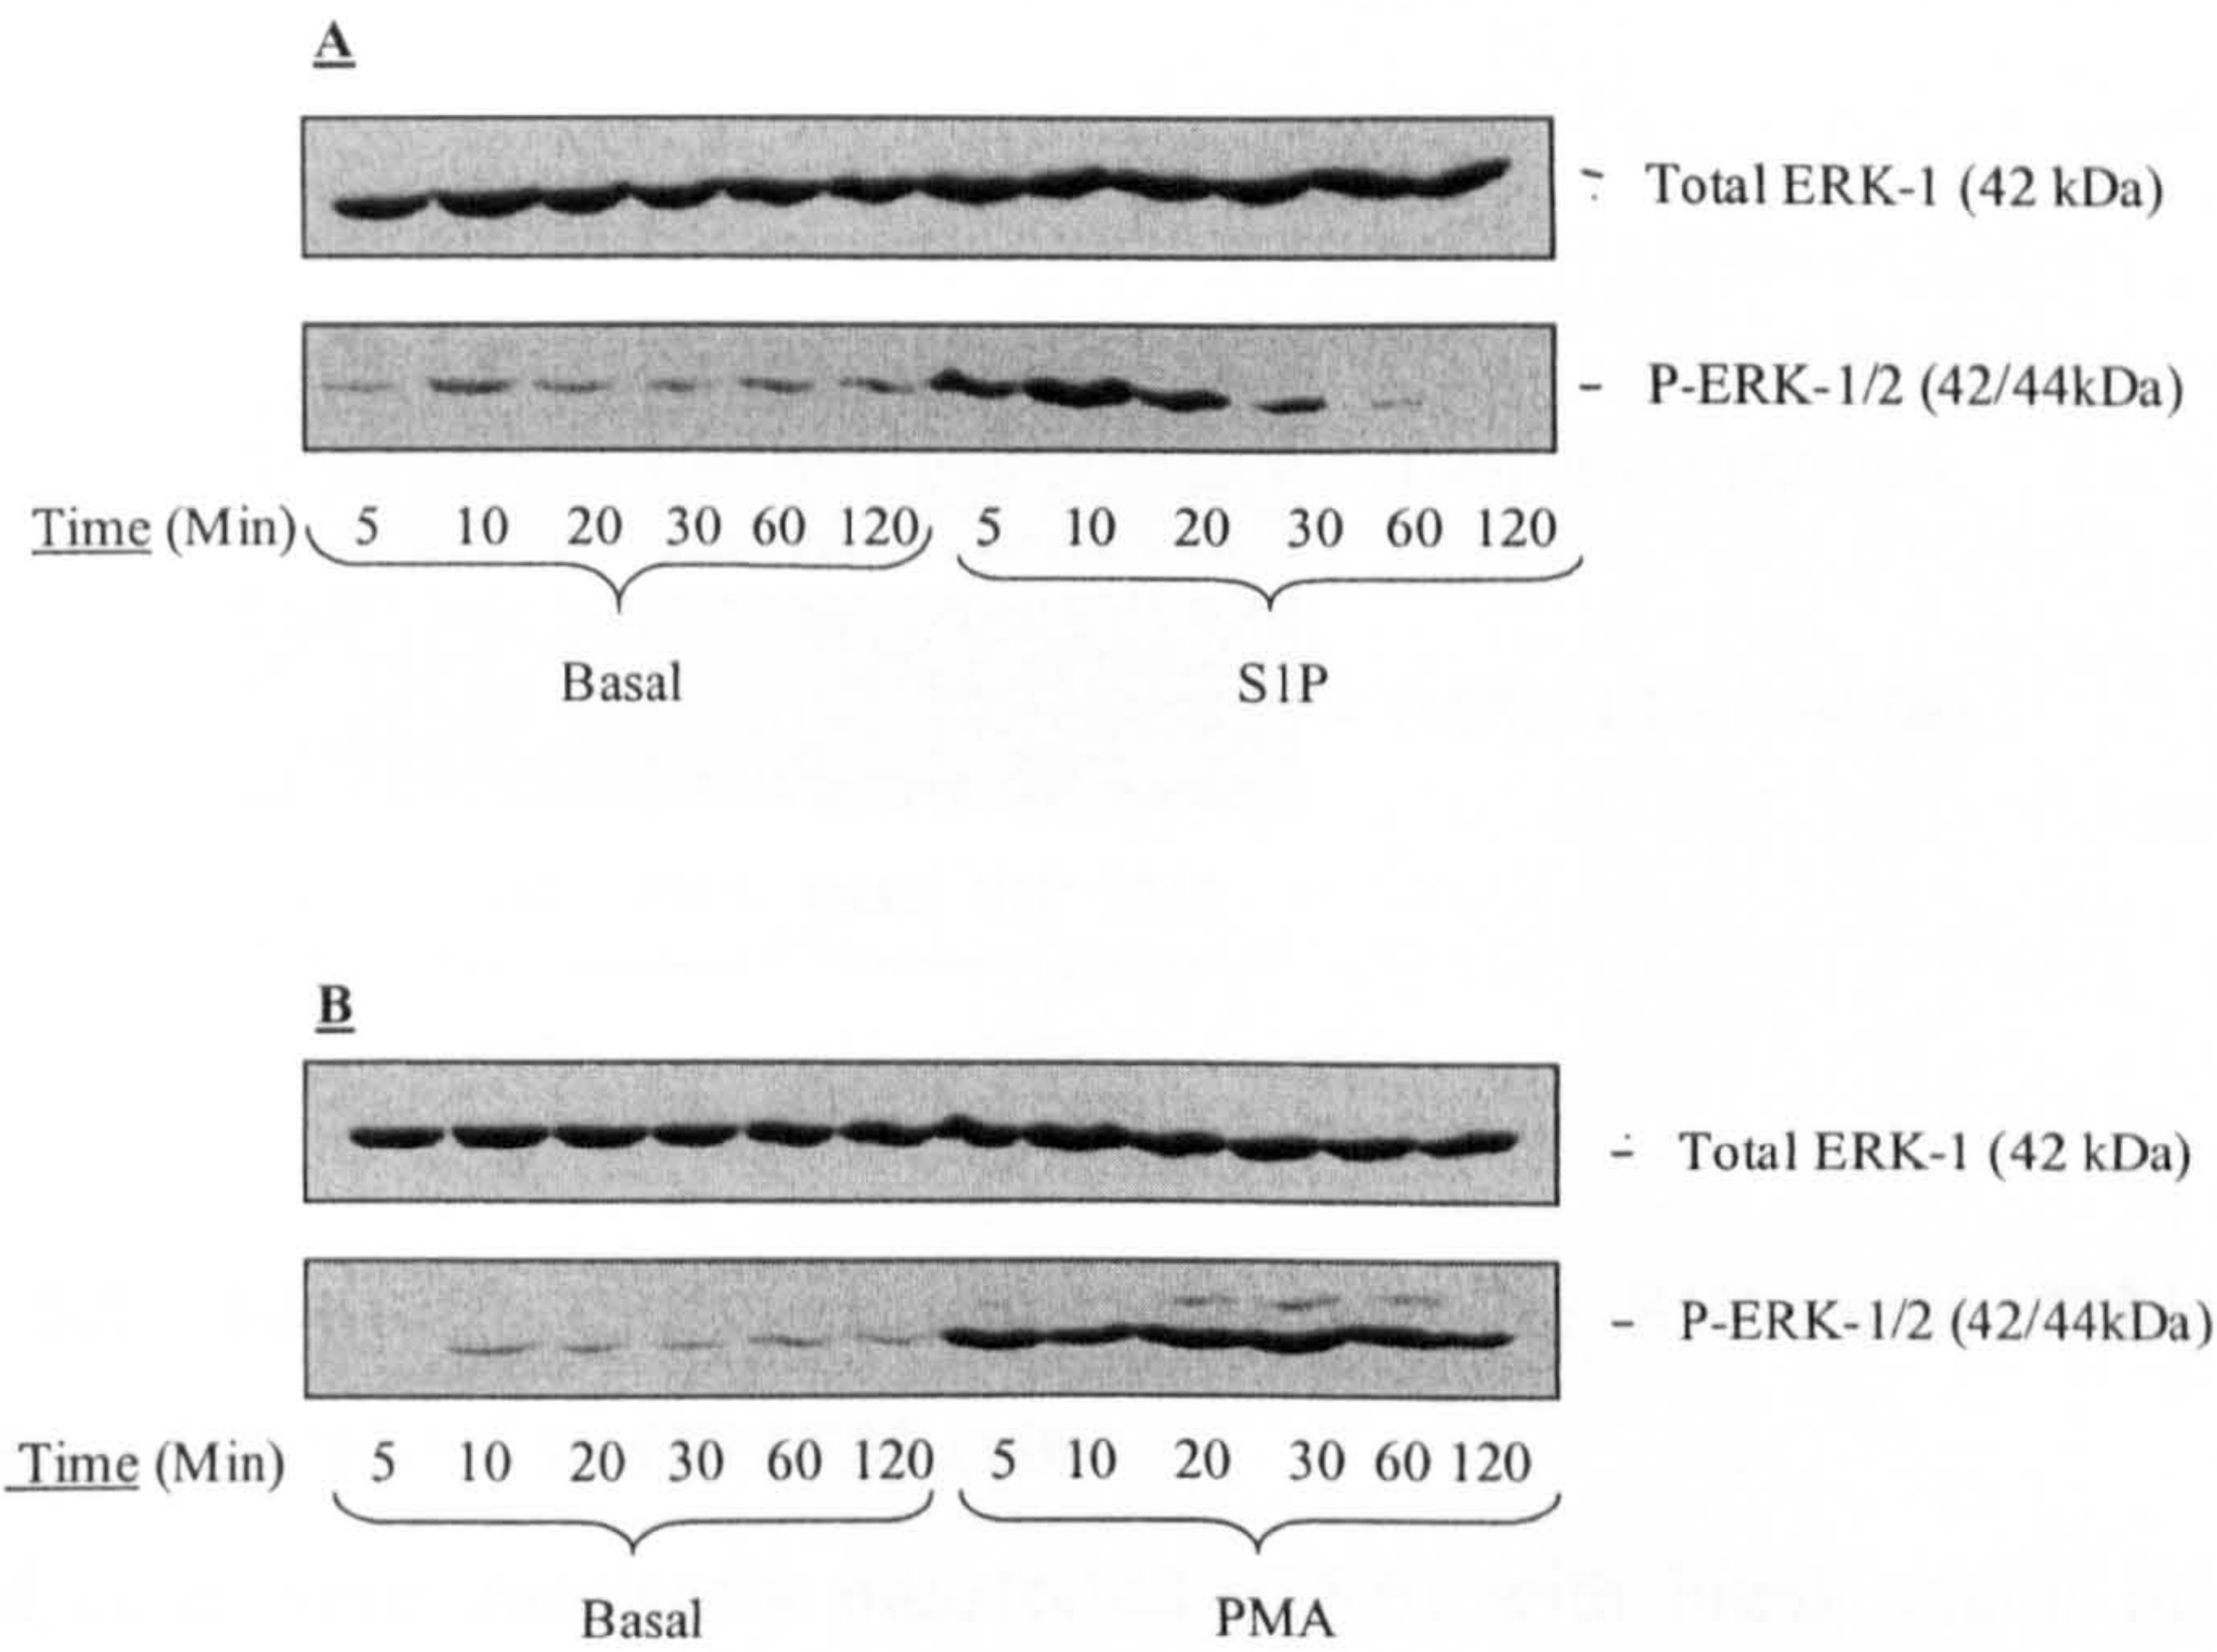 A
- Total ERK-1 (42 kDa)
- P-ERK-1/2 (42/44kDa)
Time (Min) 5 10 20 30 60 120 5 10 20 30 60 120
Basal S1P
B
- Total ERK-1 (42 kDa)
- P-ERK-1/2 (42/44kDa)
Time (Min) 5 10 20 30 60 120 5 10 20 30 60 120
Basal PMA